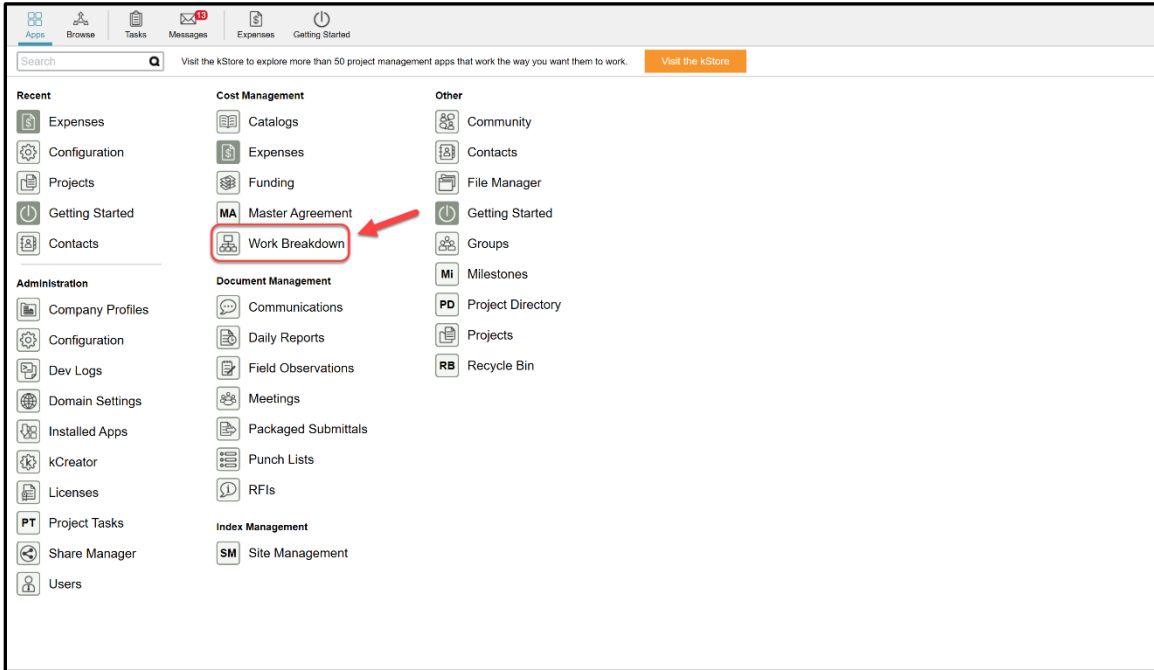 13
Apps Browse Tasks Messages Expenses Getting Started
Search Visit the kStore to explore more than 50 project management apps that work the way you want them to work. Visit the kStore
Recent
Expenses
Configuration
Projects
Getting Started
Contacts
Administration
Company Profiles
Configuration
Dev Logs
Domain Settings
Installed Apps
kCreator
Licenses
PT Project Tasks
Share Manager
Users
Cost Management
Catalogs
Expenses
Funding
MA Master Agreement
Work Breakdown
Document Management
Communications
Daily Reports
Field Observations
Meetings
Packaged Submittals
Punch Lists
RFIs
Index Management
SM Site Management
Other
Community
Contacts
File Manager
Getting Started
Groups
Mi Milestones
PD Project Directory
Projects
RB Recycle Bin